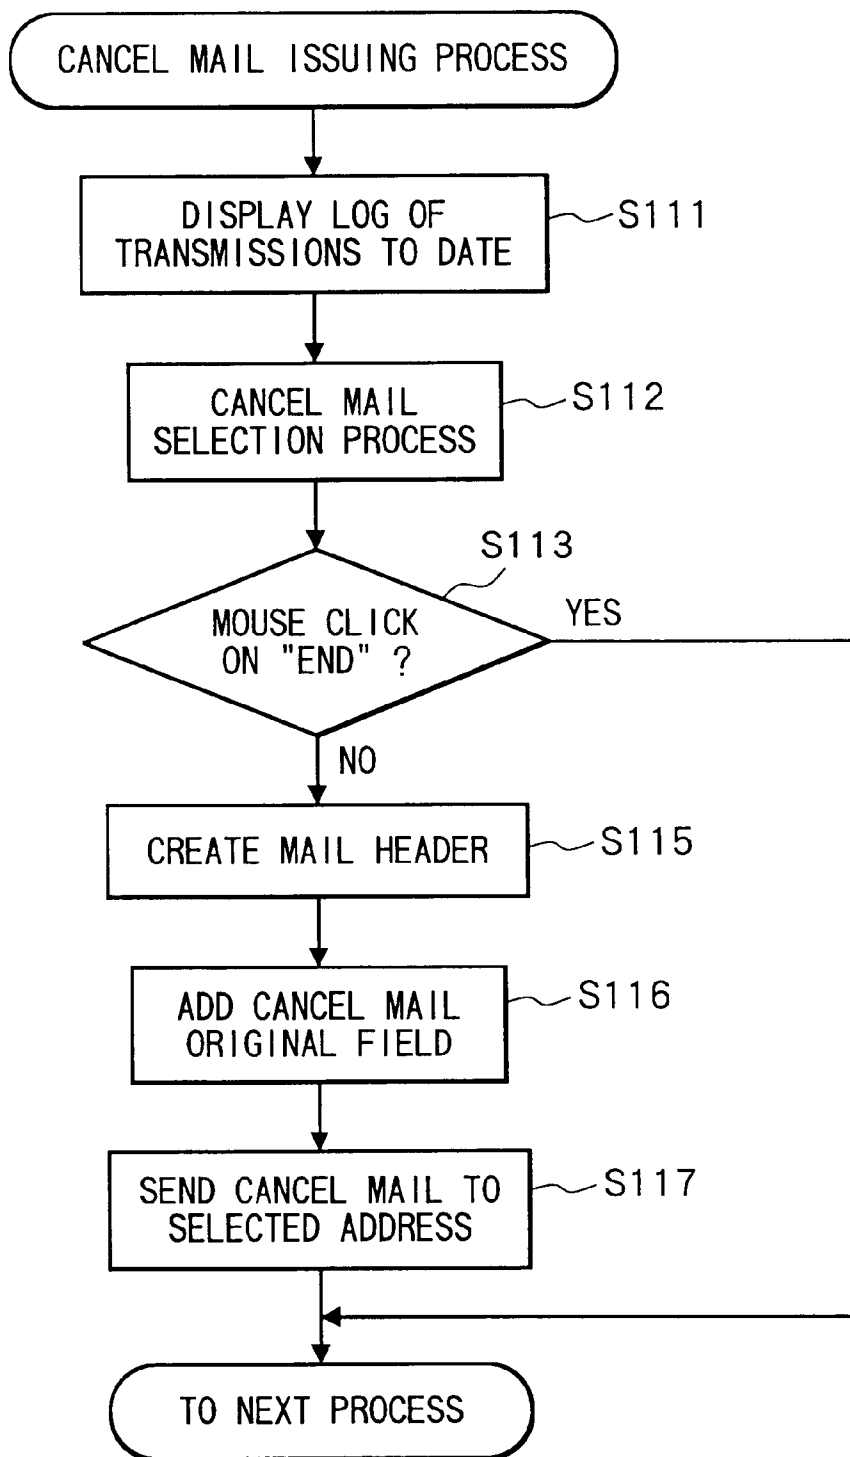 CANCEL MAIL ISSUING PROCESS
DISPLAY LOG OF
TRANSMISSIONS TO DATE
S111
CANCEL MAIL
SELECTION PROCESS
S112
S113
MOUSE CLICK
ON "END" ?
YES
NO
CREATE MAIL HEADER
S115
ADD CANCEL MAIL
ORIGINAL FIELD
S116
SEND CANCEL MAIL TO
SELECTED ADDRESS
S117
TO NEXT PROCESS